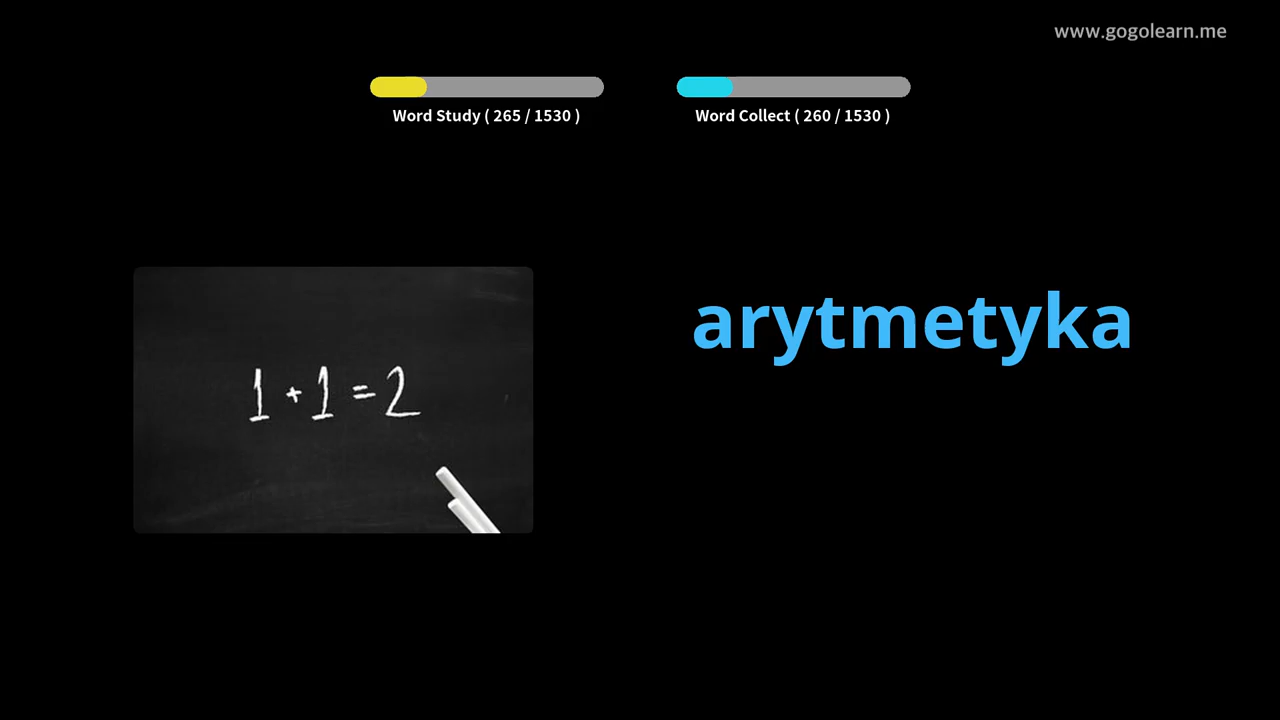 www.gogolearn.me
Word Study ( 265 / 1530 )
Word Collect ( 260 / 1530 )
arytmetyka
1 + 1 = 2